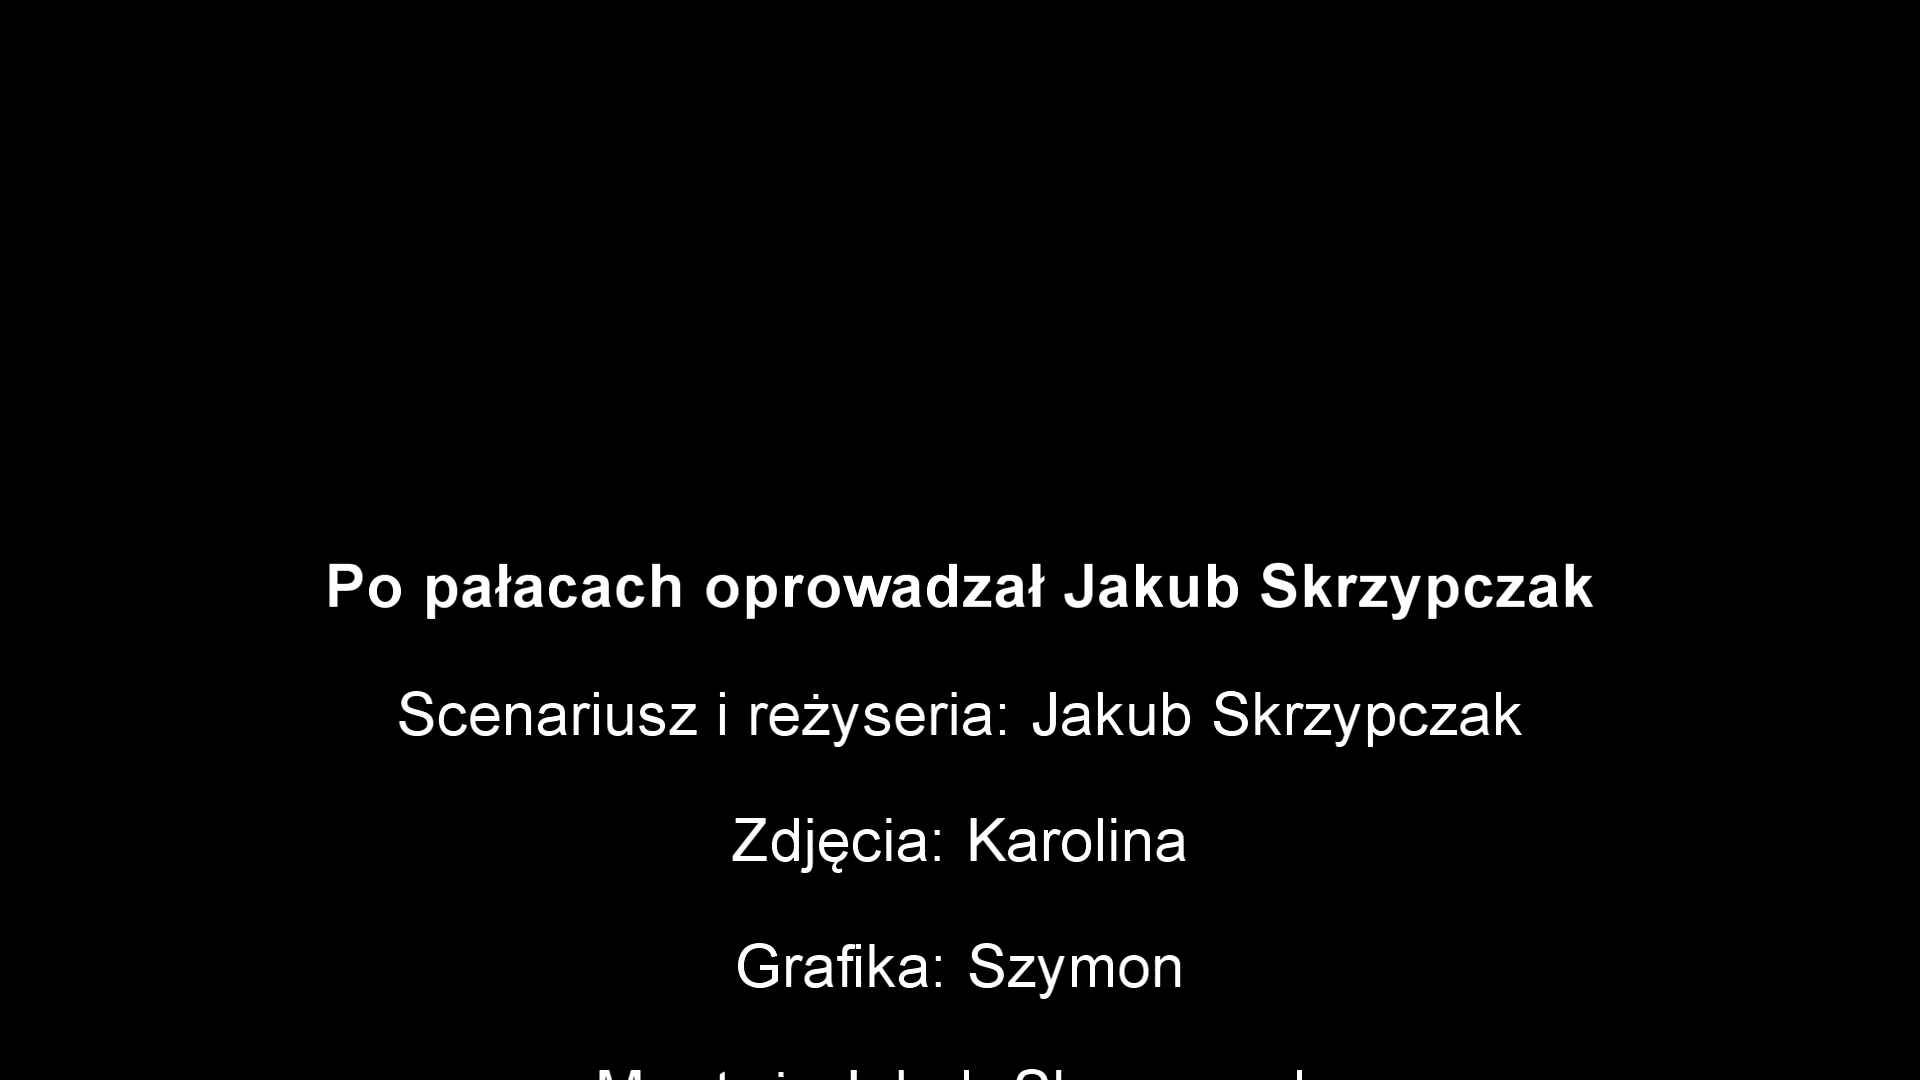 Po pałacach oprowadzał Jakub Skrzypczak
Scenariusz i reżyseria: Jakub Skrzypczak
Zdjęcia: Karolina
Grafika: Szymon